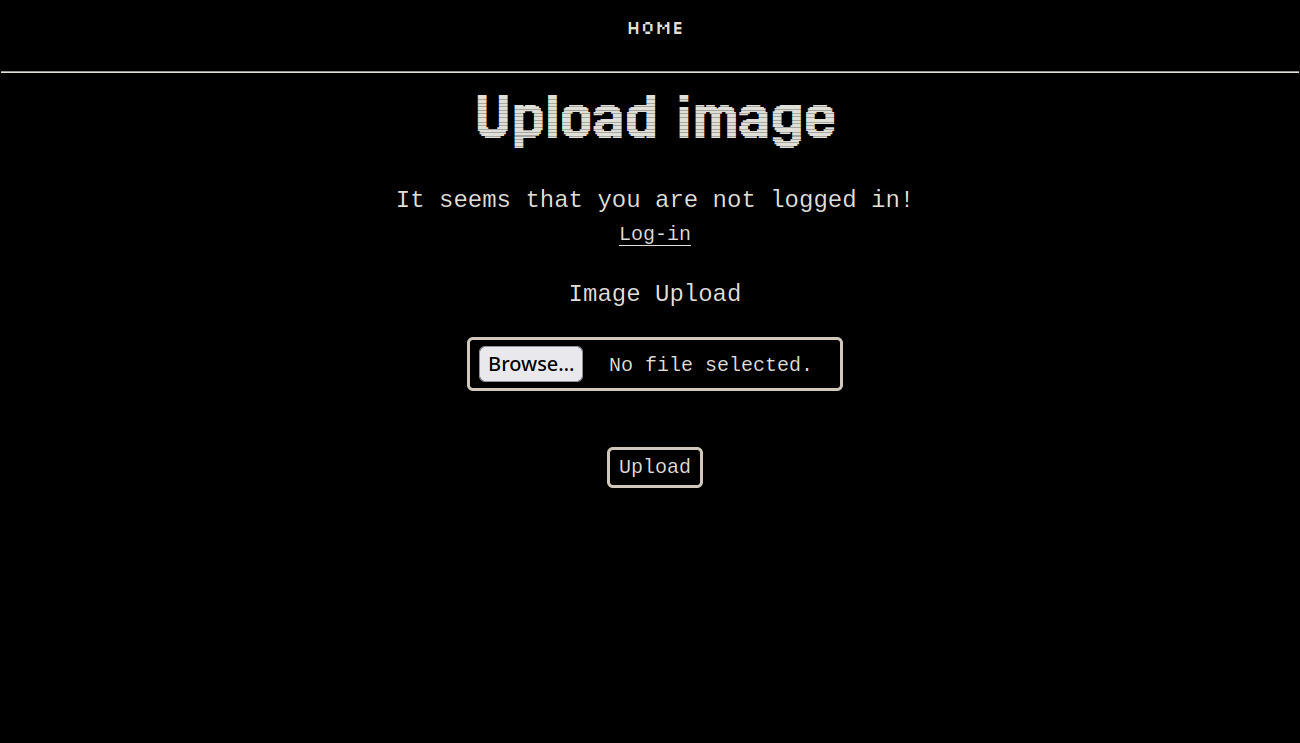 HOME
Upload image
It seems that you are not logged in!
Log-in
Image Upload
Browse... No file selected.
Upload